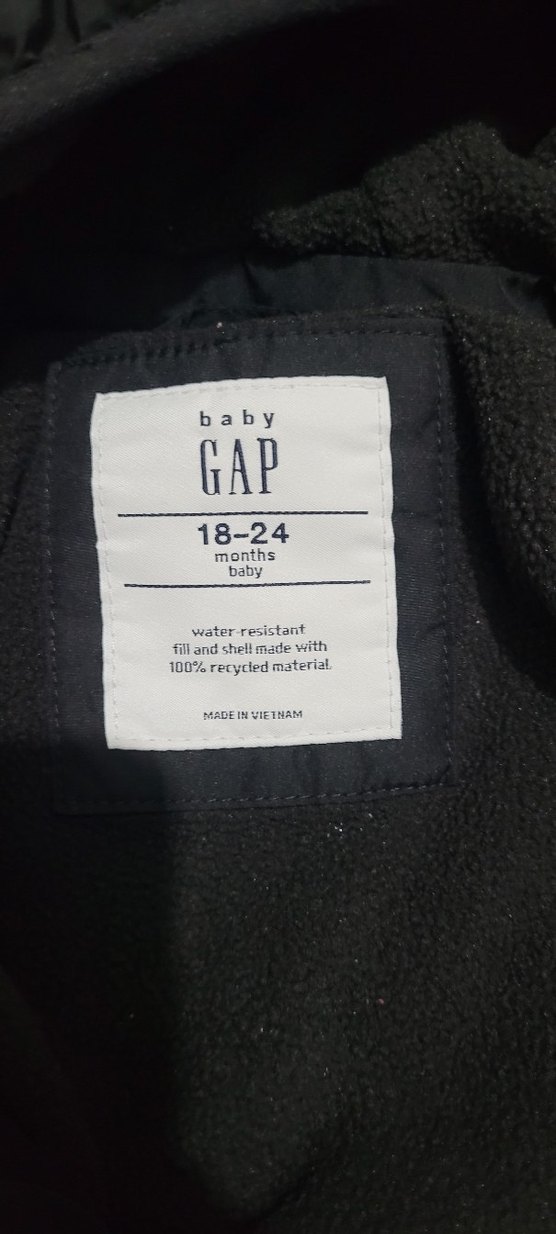 baby
GAP
18-24
months
baby
water-resistant
fill and shell made with
100% recycled material.
MADE IN VIETNAM